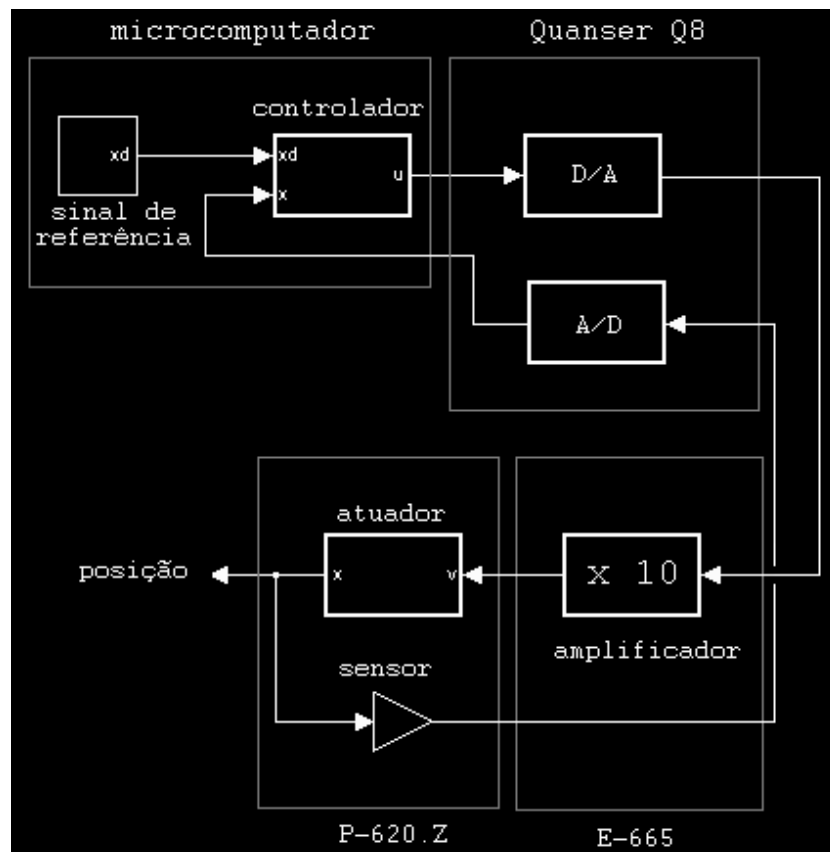 microcomputador
Quanser Q8
controlador
xd
xd
x
u
D/A
sinal de
referência
A/D
atuador
posição
x
v
x 10
amplificador
sensor
P-620.Z
E-665